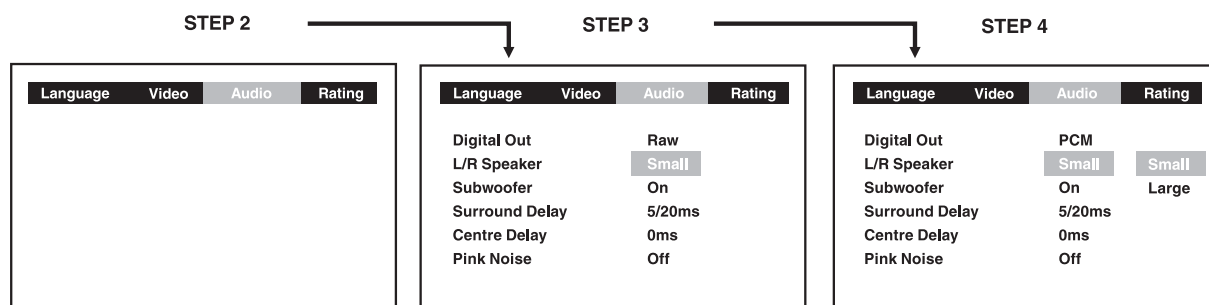 STEP 2
STEP 3
STEP 4
Language Video Audio Rating
Language Video Audio Rating
Digital Out Raw
L/R Speaker Small
Subwoofer On
Surround Delay 5/20ms
Centre Delay 0ms
Pink Noise Off
Language Video Audio Rating
Digital Out PCM
L/R Speaker Small Small
Subwoofer On Large
Surround Delay 5/20ms
Centre Delay 0ms
Pink Noise Off